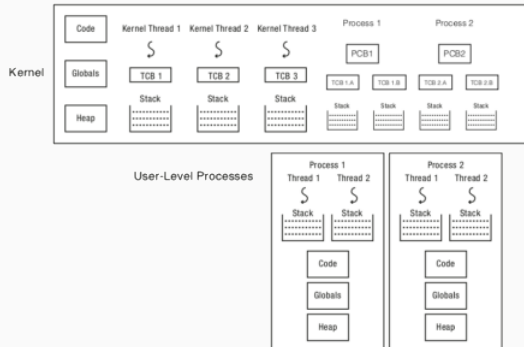 Kernel
Code
Globals
Heap
Kernel Thread 1
Kernel Thread 2
Kernel Thread 3
TCB 1
TCB 2
TCB 3
Stack
Stack
Stack
Process 1
Process 2
PCB1
PCB2
TCB 1.A
TCB 1.B
TCB 2.A
TCB 2.B
Stack
Stack
Stack
Stack
User-Level Processes
Process 1
Thread 1
Thread 2
Stack
Stack
Code
Globals
Heap
Process 2
Thread 1
Thread 2
Stack
Stack
Code
Globals
Heap